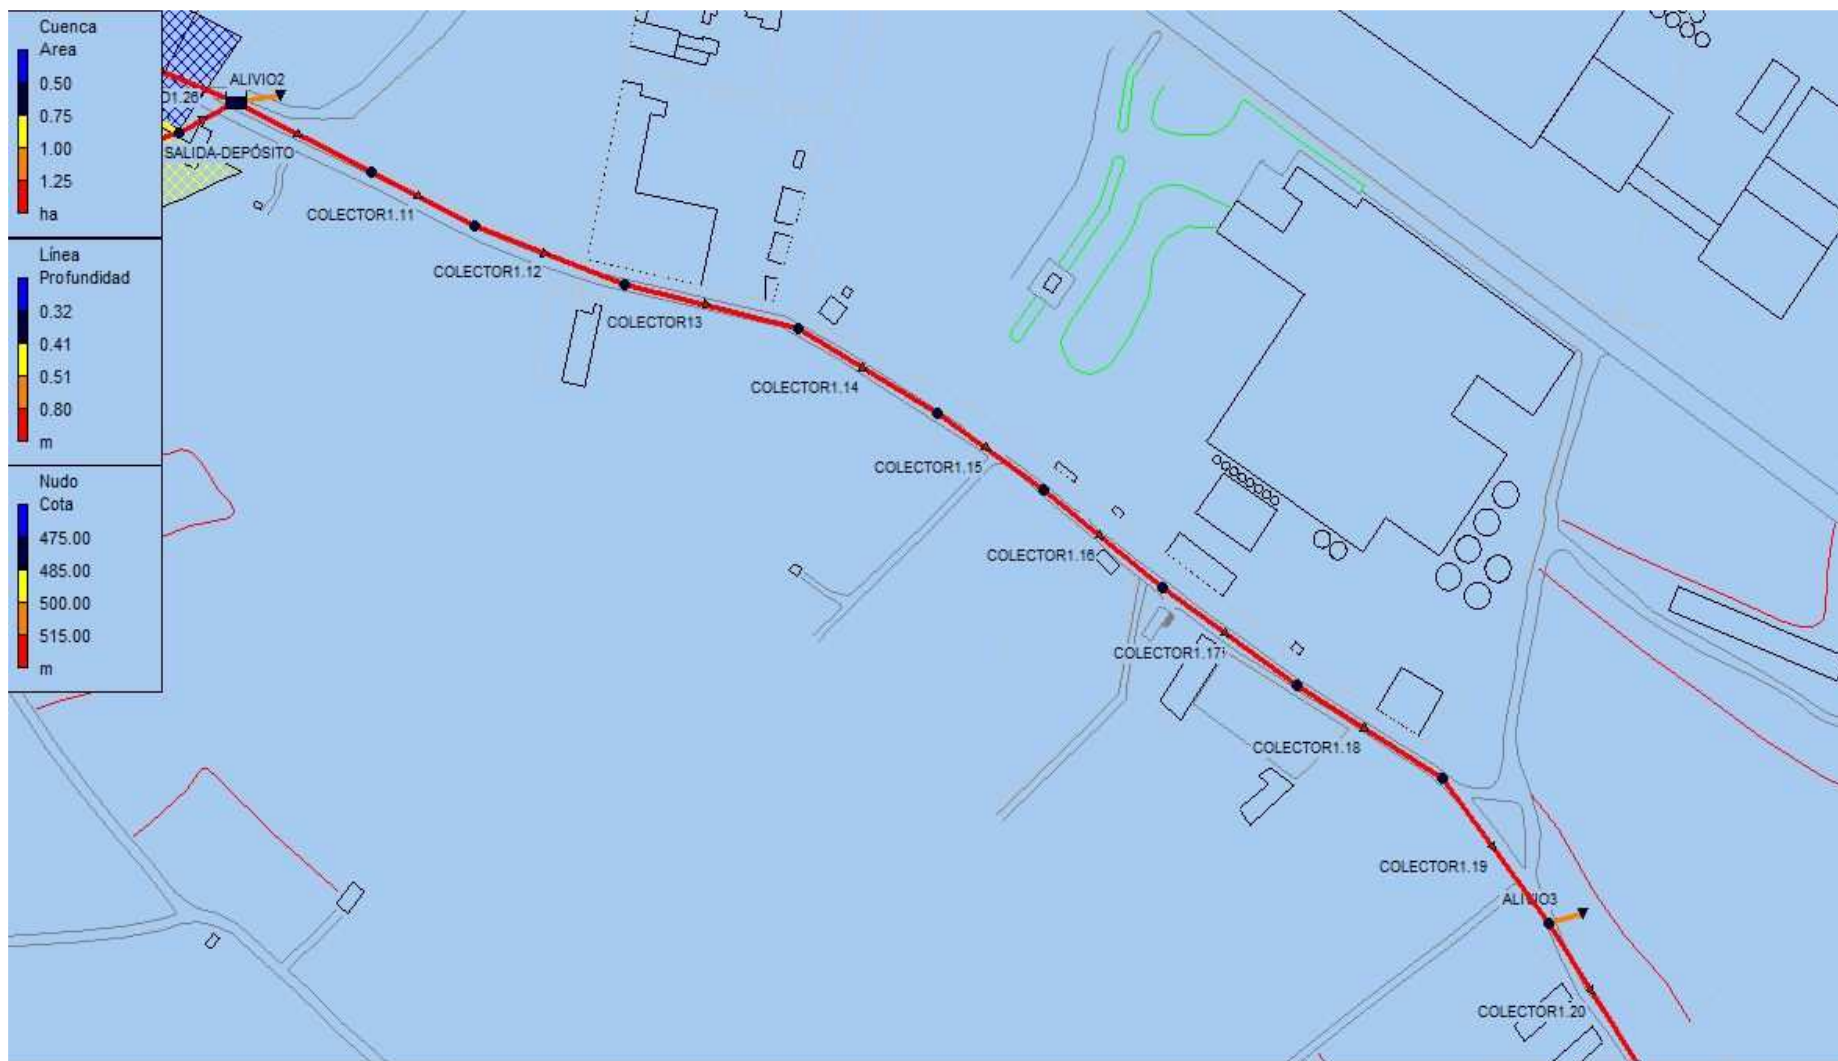 Cuenca
Area
0.50
0.75
1.00
1.25
ha
Línea
Profundidad
0.32
0.41
0.51
0.80
m
Nudo
Cota
475.00
485.00
500.00
515.00
m
ALIVIO2
SALIDA-DEPÓSITO
COLECTOR1.11
COLECTOR1.12
COLECTOR13
COLECTOR1.14
COLECTOR1.15
COLECTOR1.16
COLECTOR1.17
COLECTOR1.18
COLECTOR1.19
ALIVIO3
COLECTOR1.20